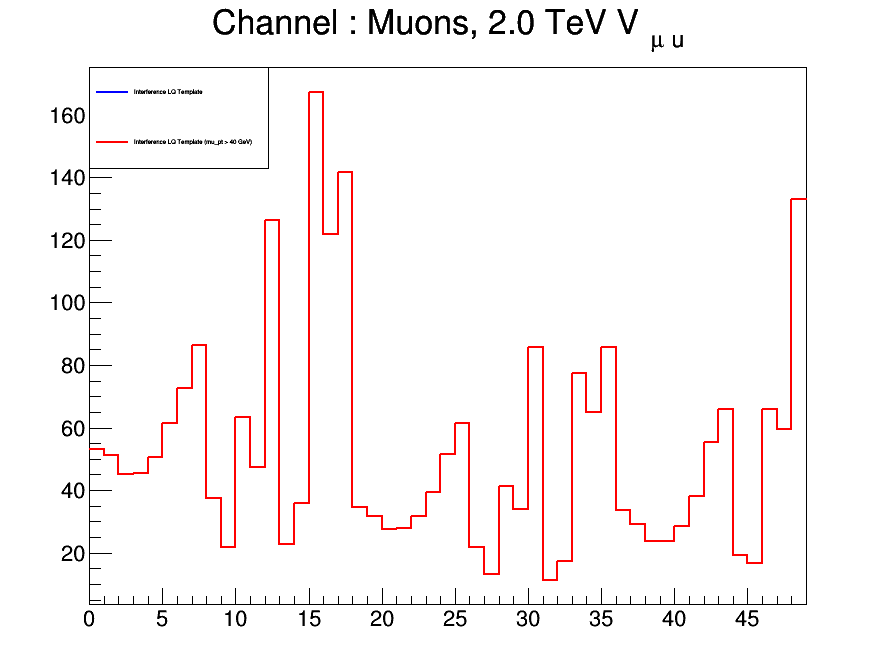 Channel : Muons, 2.0 TeV V μ u
Interference LQ Template
Interference LQ Template (mu_pt > 40 GeV)
160
140
120
100
80
60
40
20
0 5 10 15 20 25 30 35 40 45